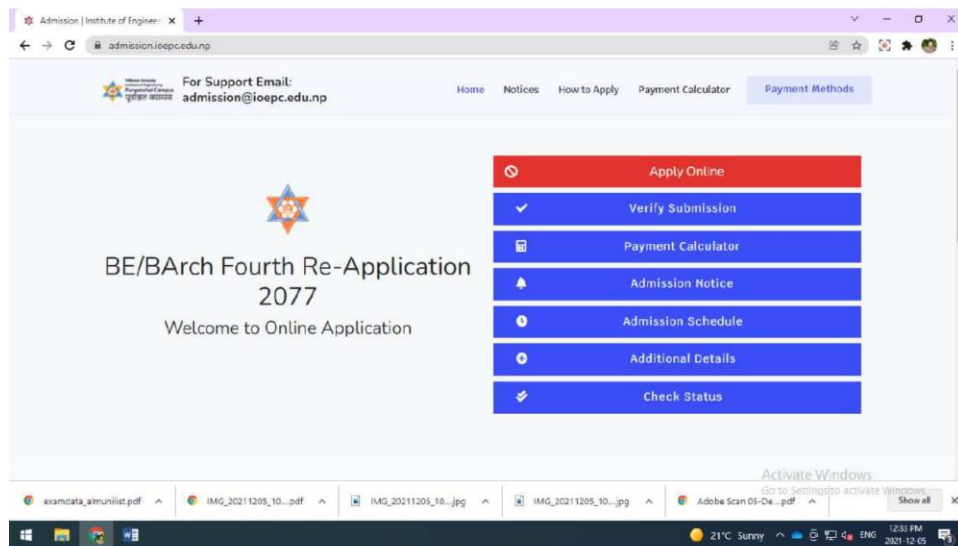 Admission | Institute of Enginee
admission.ioepc.edu.np
Purwanchal Campus
For Support Email:
admission@ioepc.edu.np
Home
Notices
How to Apply
Payment Calculator
Payment Methods
Apply Online
Verify Submission
Payment Calculator
Admission Notice
Admission Schedule
Additional Details
Check Status
BE/BArch Fourth Re-Application
2077
Welcome to Online Application
Activate Windows
Go to Settings to activate Windows.
examdata_almunilist.pdf
IMG_20211205_10....pdf
IMG_20211205_10....jpg
IMG_20211205_10....jpg
Adobe Scan 05-De....pdf
Show all
21°C Sunny
ENG
12:33 PM
2021-12-05